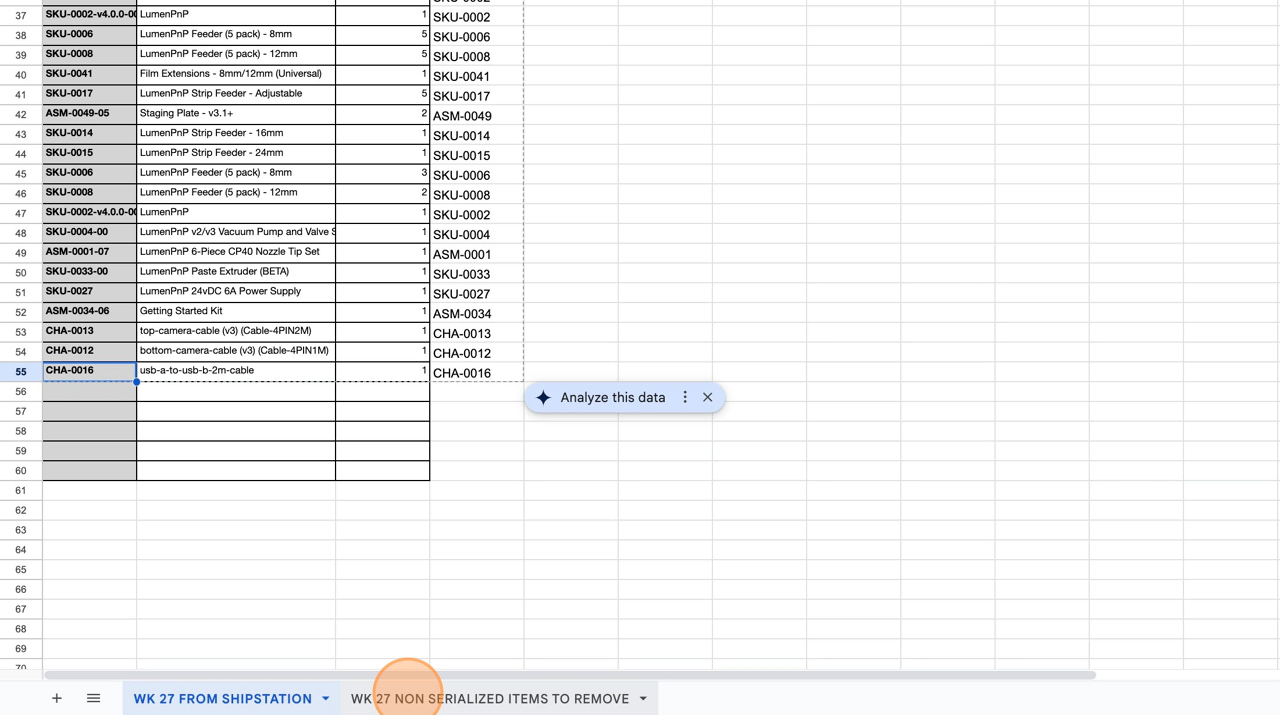 SKU-0002
37 SKU-0002-v4.0.0-00 LumenPnP 1 SKU-0002
38 SKU-0006 LumenPnP Feeder (5 pack) - 8mm 5 SKU-0006
39 SKU-0008 LumenPnP Feeder (5 pack) - 12mm 5 SKU-0008
40 SKU-0041 Film Extensions - 8mm/12mm (Universal) 1 SKU-0041
41 SKU-0017 LumenPnP Strip Feeder - Adjustable 5 SKU-0017
42 ASM-0049-05 Staging Plate - v3.1+ 2 ASM-0049
43 SKU-0014 LumenPnP Strip Feeder - 16mm 1 SKU-0014
44 SKU-0015 LumenPnP Strip Feeder - 24mm 1 SKU-0015
45 SKU-0006 LumenPnP Feeder (5 pack) - 8mm 3 SKU-0006
46 SKU-0008 LumenPnP Feeder (5 pack) - 12mm 2 SKU-0008
47 SKU-0002-v4.0.0-00 LumenPnP 1 SKU-0002
48 SKU-0004-00 LumenPnP v2/v3 Vacuum Pump and Valve S 1 SKU-0004
49 ASM-0001-07 LumenPnP 6-Piece CP40 Nozzle Tip Set 1 ASM-0001
50 SKU-0033-00 LumenPnP Paste Extruder (BETA) 1 SKU-0033
51 SKU-0027 LumenPnP 24vDC 6A Power Supply 1 SKU-0027
52 ASM-0034-06 Getting Started Kit 1 ASM-0034
53 CHA-0013 top-camera-cable (v3) (Cable-4PIN2M) 1 CHA-0013
54 CHA-0012 bottom-camera-cable (v3) (Cable-4PIN1M) 1 CHA-0012
55 CHA-0016 usb-a-to-usb-b-2m-cable 1 CHA-0016
56 Analyze this data
57
58
59
60
61
62
63
64
65
66
67
68
69
70
WK 27 FROM SHIPSTATION WK 27 NON SERIALIZED ITEMS TO REMOVE